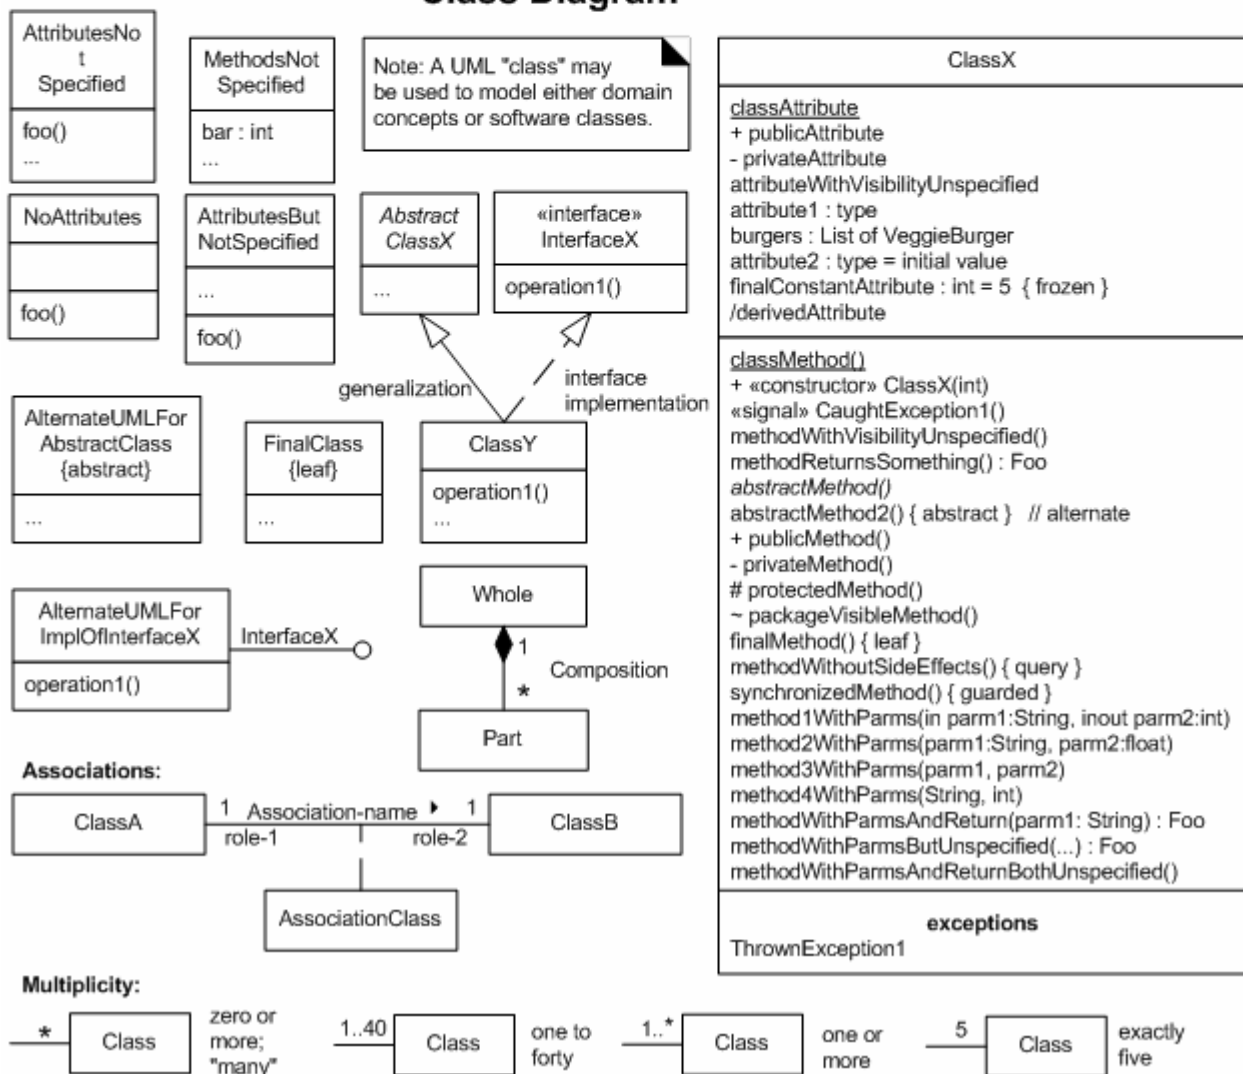 Class Diagram
AttributesNo
t
Specified
foo()
...
MethodsNot
Specified
bar : int
...
Note: A UML "class" may
be used to model either domain
concepts or software classes.
NoAttributes
foo()
AttributesBut
NotSpecified
...
foo()
Abstract
ClassX
...
«interface»
InterfaceX
operation1()
generalization
interface
implementation
AlternateUMLFor
AbstractClass
{abstract}
...
FinalClass
{leaf}
...
ClassY
operation1()
...
AlternateUMLFor
ImplOfInterfaceX
operation1()
InterfaceX
Whole
1
Composition
*
Part
Associations:
ClassA
1 Association-name 1
role-1 role-2
ClassB
AssociationClass
ClassX
classAttribute
+ publicAttribute
- privateAttribute
attributeWithVisibilityUnspecified
attribute1 : type
burgers : List of VeggieBurger
attribute2 : type = initial value
finalConstantAttribute : int = 5 { frozen }
/derivedAttribute
classMethod()
+ «constructor» ClassX(int)
«signal» CaughtException1()
methodWithVisibilityUnspecified()
methodReturnsSomething() : Foo
abstractMethod()
abstractMethod2() { abstract } // alternate
+ publicMethod()
- privateMethod()
# protectedMethod()
~ packageVisibleMethod()
finalMethod() { leaf }
methodWithoutSideEffects() { query }
synchronizedMethod() { guarded }
method1WithParms(in parm1:String, inout parm2:int)
method2WithParms(parm1:String, parm2:float)
method3WithParms(parm1, parm2)
method4WithParms(String, int)
methodWithParmsAndReturn(parm1: String) : Foo
methodWithParmsButUnspecified(...) : Foo
methodWithParmsAndReturnBothUnspecified()
exceptions
ThrownException1
Multiplicity:
*
Class
zero or
more;
"many"
1..40
Class
one to
forty
1..*
Class
one or
more
5
Class
exactly
five